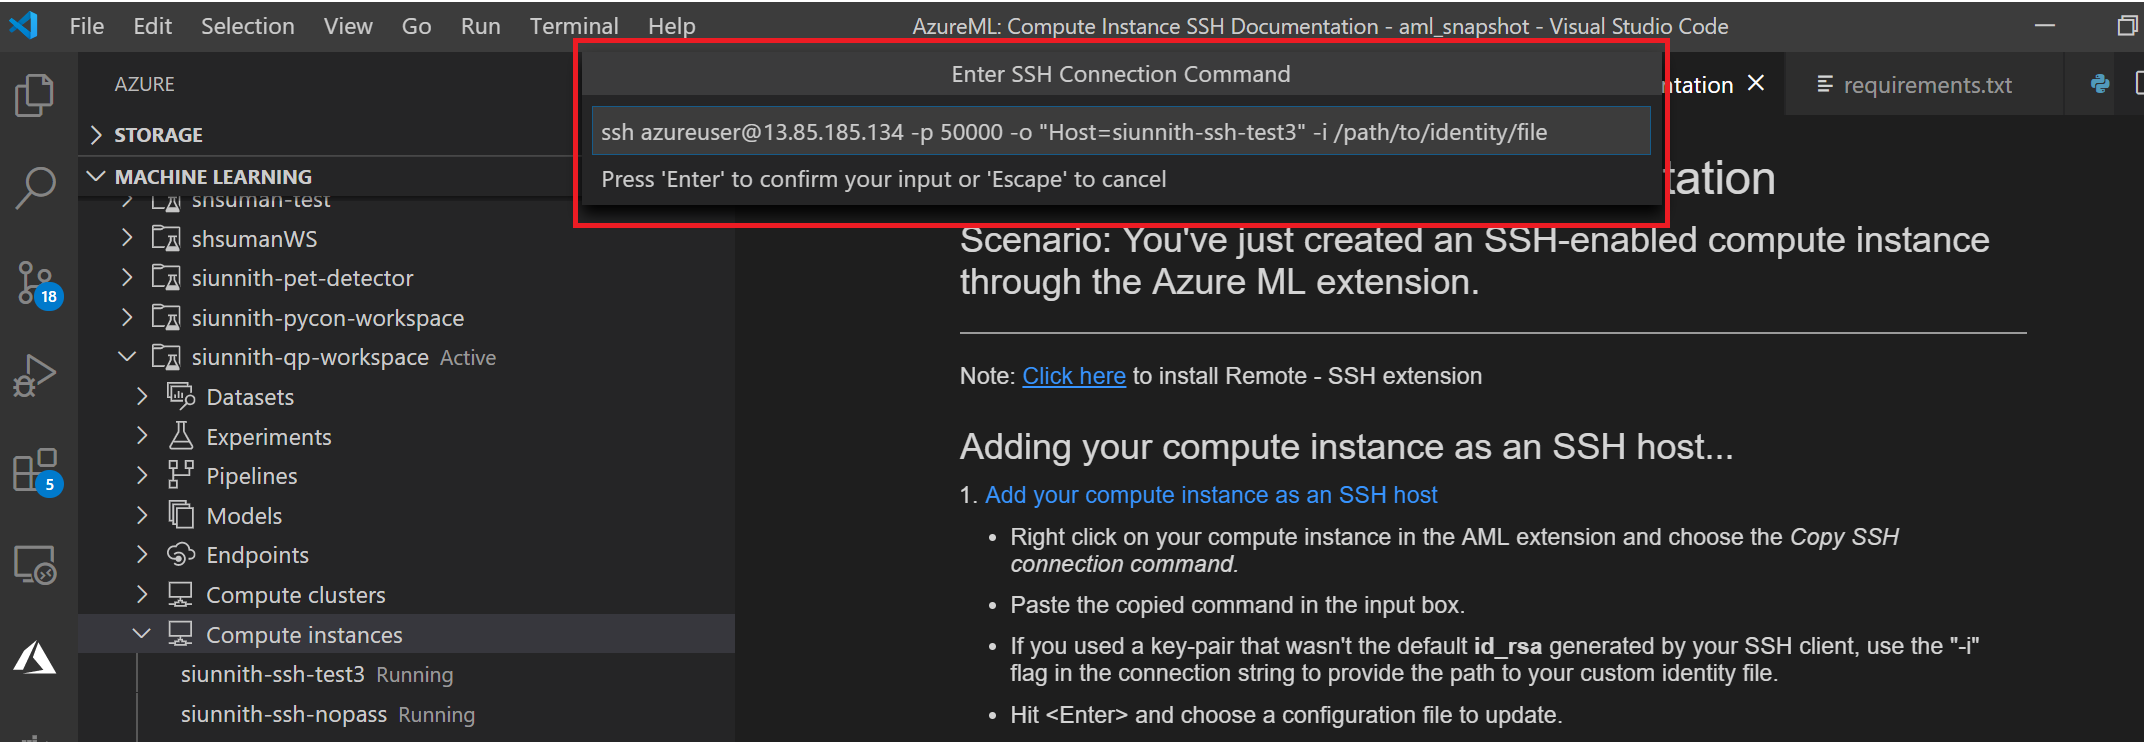 File Edit Selection View Go Run Terminal Help
AzureML: Compute Instance SSH Documentation - aml_snapshot - Visual Studio Code
AZURE
STORAGE
MACHINE LEARNING
shsuman-test
shsumanWS
siunnith-pet-detector
siunnith-pycon-workspace
siunnith-qp-workspace Active
Datasets
Experiments
Pipelines
Models
Endpoints
Compute clusters
Compute instances
siunnith-ssh-test3 Running
siunnith-ssh-nopass Running
18
5
Enter SSH Connection Command
ssh azureuser@13.85.185.134 -p 50000 -o "Host=siunnith-ssh-test3" -i /path/to/identity/file
Press 'Enter' to confirm your input or 'Escape' to cancel
ntation
requirements.txt
tation
Scenario: You've just created an SSH-enabled compute instance
through the Azure ML extension.
Note: Click here to install Remote - SSH extension
Adding your compute instance as an SSH host...
1. Add your compute instance as an SSH host
• Right click on your compute instance in the AML extension and choose the Copy SSH
connection command.
• Paste the copied command in the input box.
• If you used a key-pair that wasn't the default id_rsa generated by your SSH client, use the "-i"
flag in the connection string to provide the path to your custom identity file.
• Hit <Enter> and choose a configuration file to update.